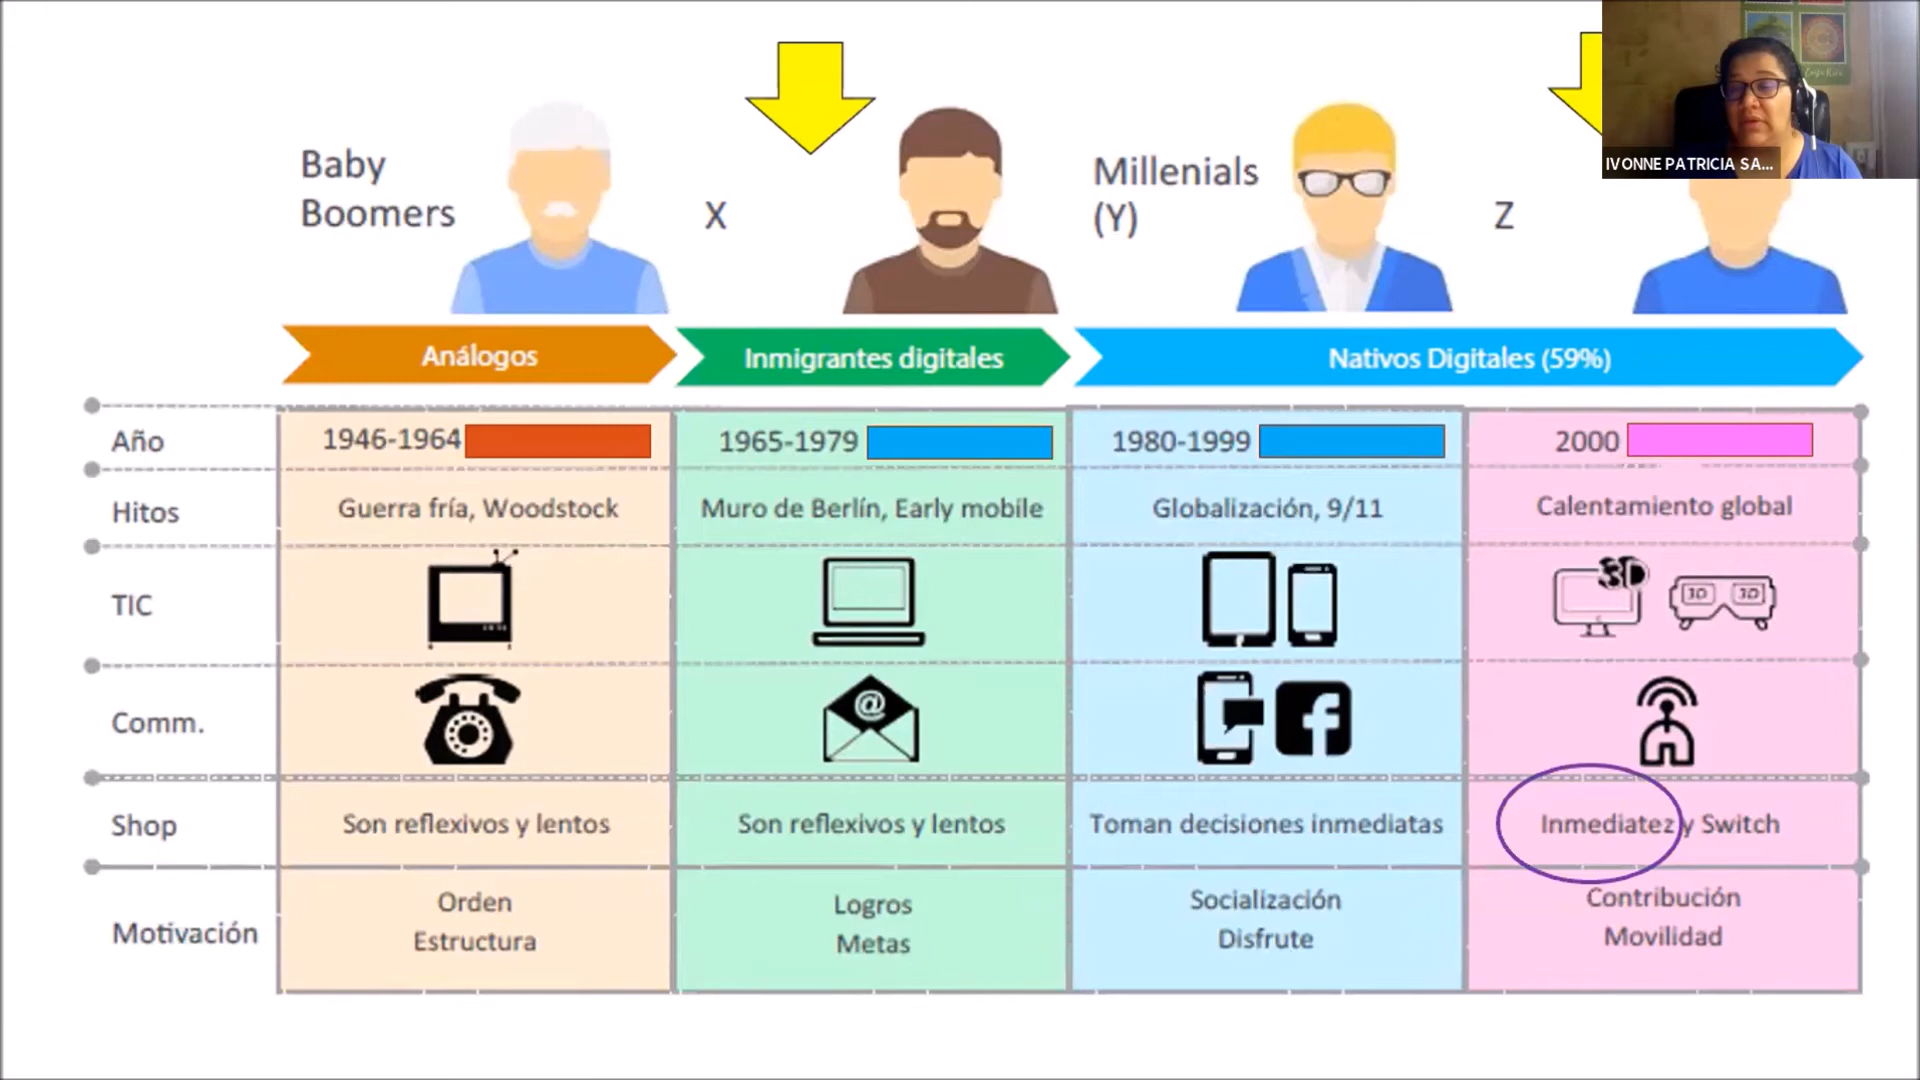 Baby
Boomers
X
Millenials
(Y)
Z
Costa Rica
IVONNE PATRICIA SA...
Análogos
Inmigrantes digitales
Nativos Digitales (59%)
Año
1946-1964
1965-1979
1980-1999
2000
Hitos
Guerra fría, Woodstock
Muro de Berlín, Early mobile
Globalización, 9/11
Calentamiento global
TIC
3D
3D 3D
Comm.
@
f
Shop
Son reflexivos y lentos
Son reflexivos y lentos
Toman decisiones inmediatas
Inmediatez y Switch
Motivación
Orden
Estructura
Logros
Metas
Socialización
Disfrute
Contribución
Movilidad